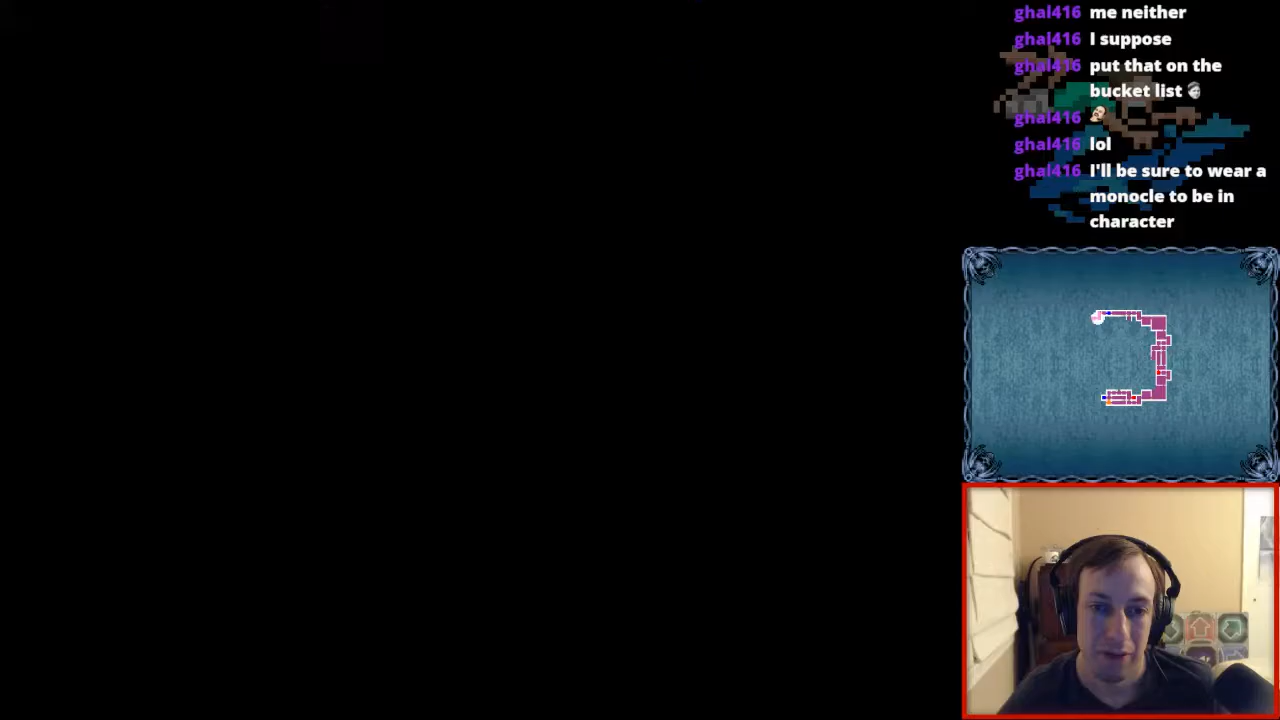 ghal416 me neither
ghal416 I suppose
ghal416 put that on the
bucket list
ghal416
ghal416 lol
ghal416 I'll be sure to wear a
monocle to be in
character